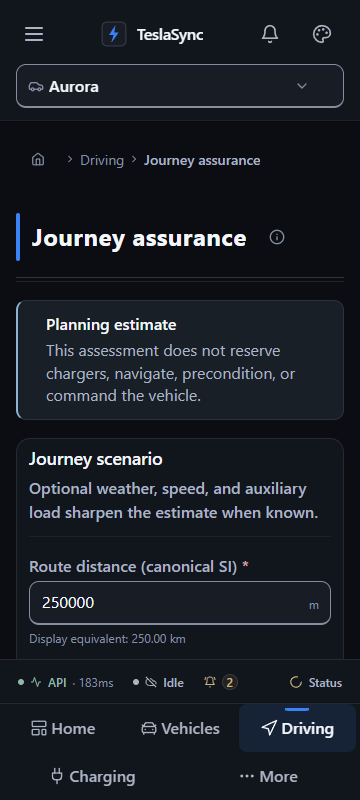 TeslaSync
Aurora
Driving
Journey assurance
Journey assurance
Planning estimate
This assessment does not reserve
chargers, navigate, precondition, or
command the vehicle.
Journey scenario
Optional weather, speed, and auxiliary
load sharpen the estimate when known.
Route distance (canonical SI) *
250000 m
Display equivalent: 250.00 km
API · 183ms Idle 2 Status
Home Vehicles Driving
Charging More